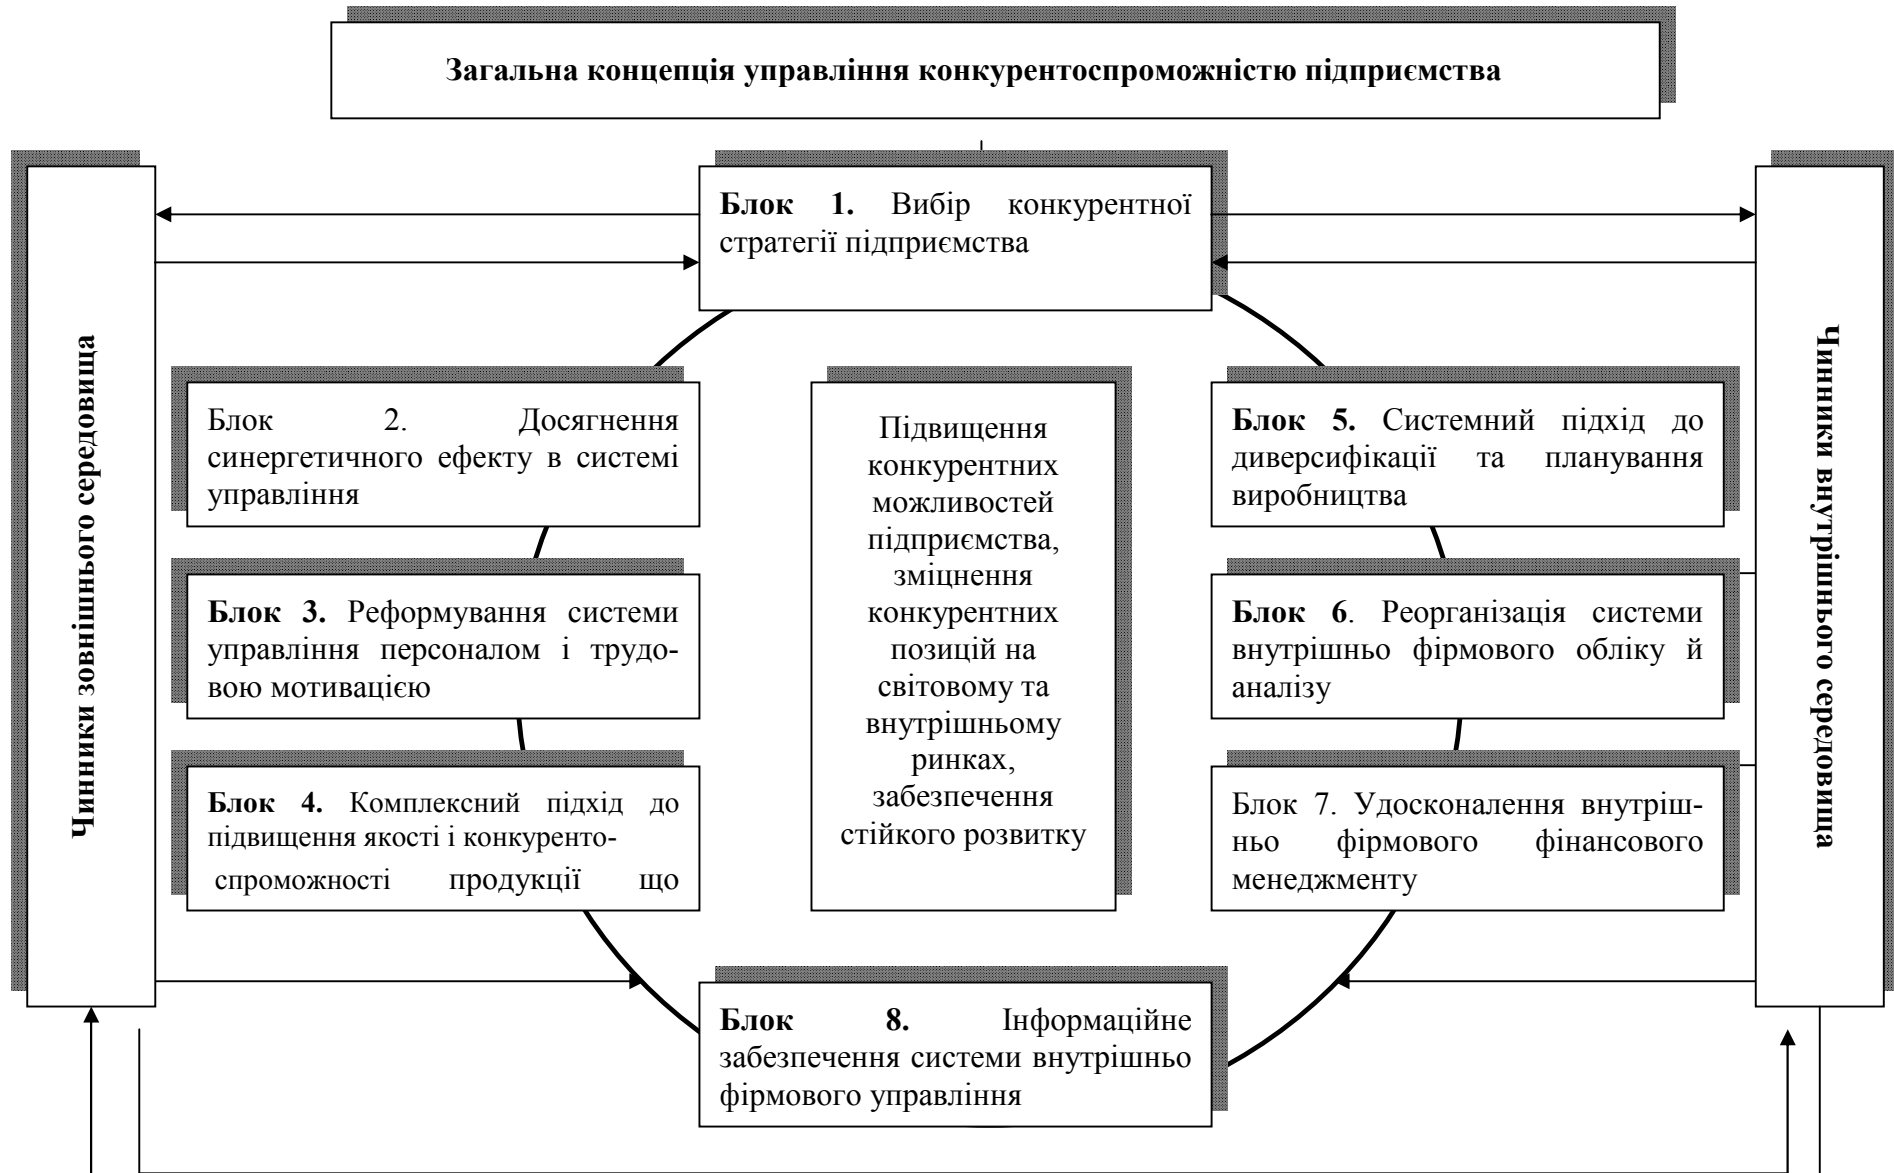 Загальна концепція управління конкурентоспроможністю підприємства
Чинники зовнішнього середовища
Блок 1. Вибір конкурентної
стратегії підприємства
Блок 2. Досягнення
синергетичного ефекту в системі
управління
Блок 3. Реформування системи
управління персоналом і трудо-
вою мотивацією
Блок 4. Комплексний підхід до
підвищення якості і конкуренто-
спроможності продукції що
Підвищення
конкурентних
можливостей
підприємства,
зміцнення
конкурентних
позицій на
світовому та
внутрішньому
ринках,
забезпечення
стійкого розвитку
Блок 5. Системний підхід до
диверсифікації та планування
виробництва
Блок 6. Реорганізація системи
внутрішньо фірмового обліку й
аналізу
Блок 7. Удосконалення внутріш-
ньо фірмового фінансового
менеджменту
Блок 8. Інформаційне
забезпечення системи внутрішньо
фірмового управління
Чинники внутрішнього середовища